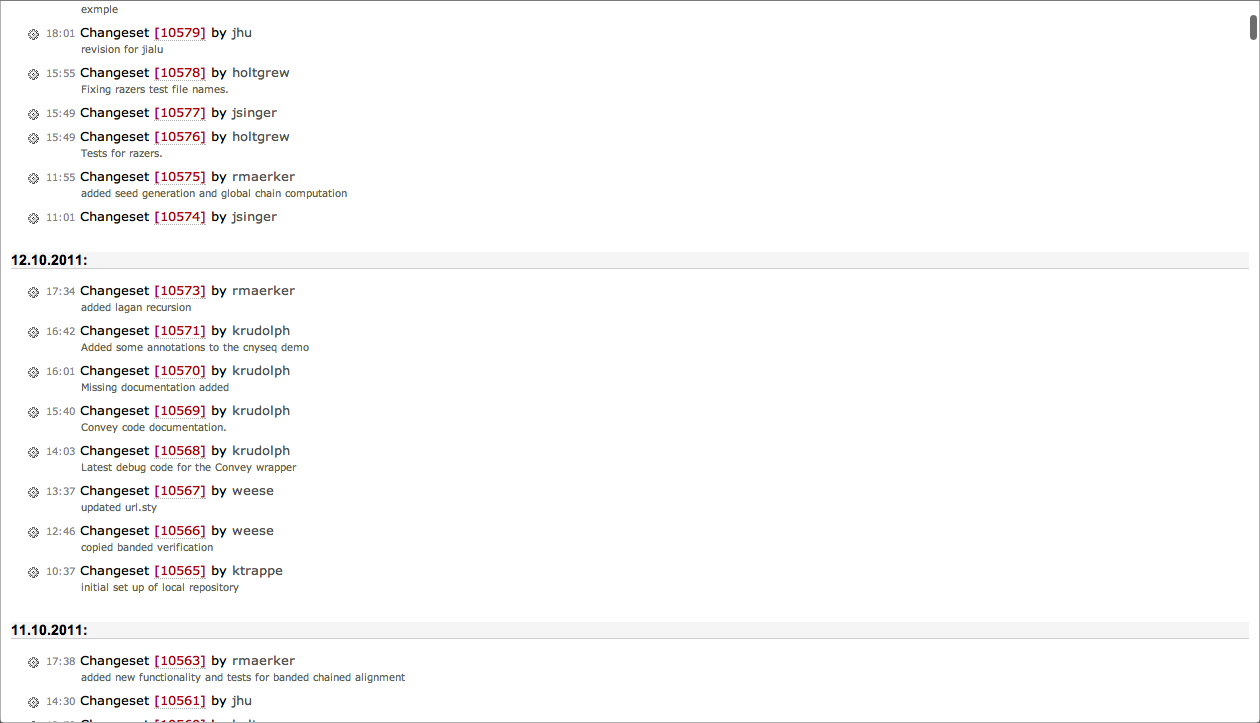 exmple
18:01 Changeset [10579] by jhu
revision for jialu
15:55 Changeset [10578] by holtgrew
Fixing razers test file names.
15:49 Changeset [10577] by jsinger
15:49 Changeset [10576] by holtgrew
Tests for razers.
11:55 Changeset [10575] by rmaerker
added seed generation and global chain computation
11:01 Changeset [10574] by jsinger
12.10.2011:
17:34 Changeset [10573] by rmaerker
added lagan recursion
16:42 Changeset [10571] by krudolph
Added some annotations to the cnyseq demo
16:01 Changeset [10570] by krudolph
Missing documentation added
15:40 Changeset [10569] by krudolph
Convey code documentation.
14:03 Changeset [10568] by krudolph
Latest debug code for the Convey wrapper
13:37 Changeset [10567] by weese
updated url.sty
12:46 Changeset [10566] by weese
copied banded verification
10:37 Changeset [10565] by ktrappe
initial set up of local repository
11.10.2011:
17:38 Changeset [10563] by rmaerker
added new functionality and tests for banded chained alignment
14:30 Changeset [10561] by jhu